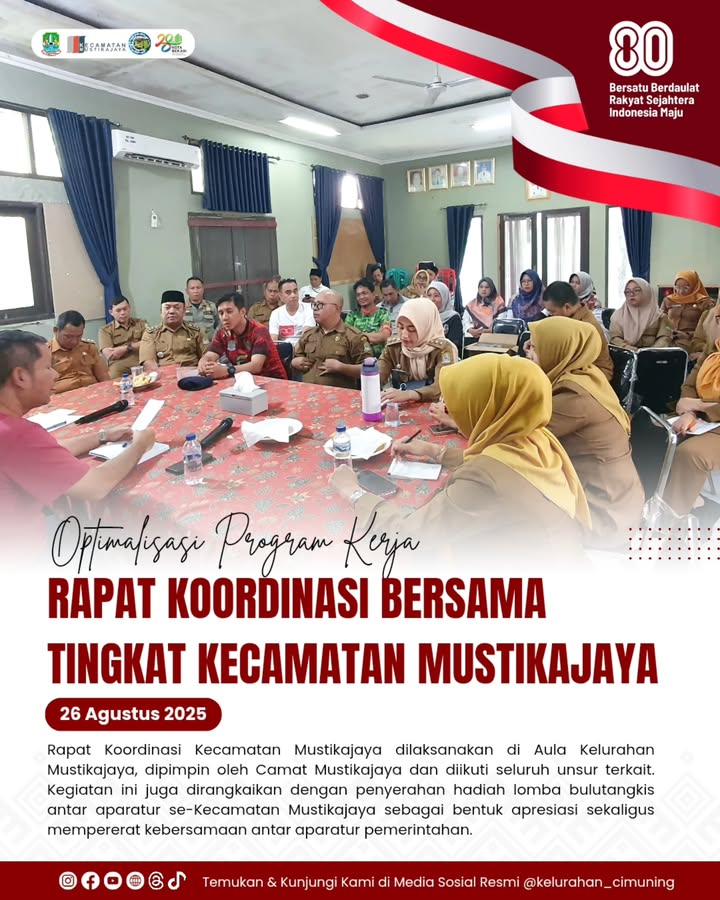 KECAMATAN
MUSTIKAJAYA
KOTA BEKASI
80
Bersatu Berdaulat
Rakyat Sejahtera
Indonesia Maju
Optimalisasi Program Kerja
RAPAT KOORDINASI BERSAMA
TINGKAT KECAMATAN MUSTIKAJAYA
26 Agustus 2025
Rapat Koordinasi Kecamatan Mustikajaya dilaksanakan di Aula Kelurahan
Mustikajaya, dipimpin oleh Camat Mustikajaya dan diikuti seluruh unsur terkait.
Kegiatan ini juga dirangkaikan dengan penyerahan hadiah lomba bulutangkis
antar aparatur se-Kecamatan Mustikajaya sebagai bentuk apresiasi sekaligus
mempererat kebersamaan antar aparatur pemerintahan.
Temukan & Kunjungi Kami di Media Sosial Resmi @kelurahan_cimuning